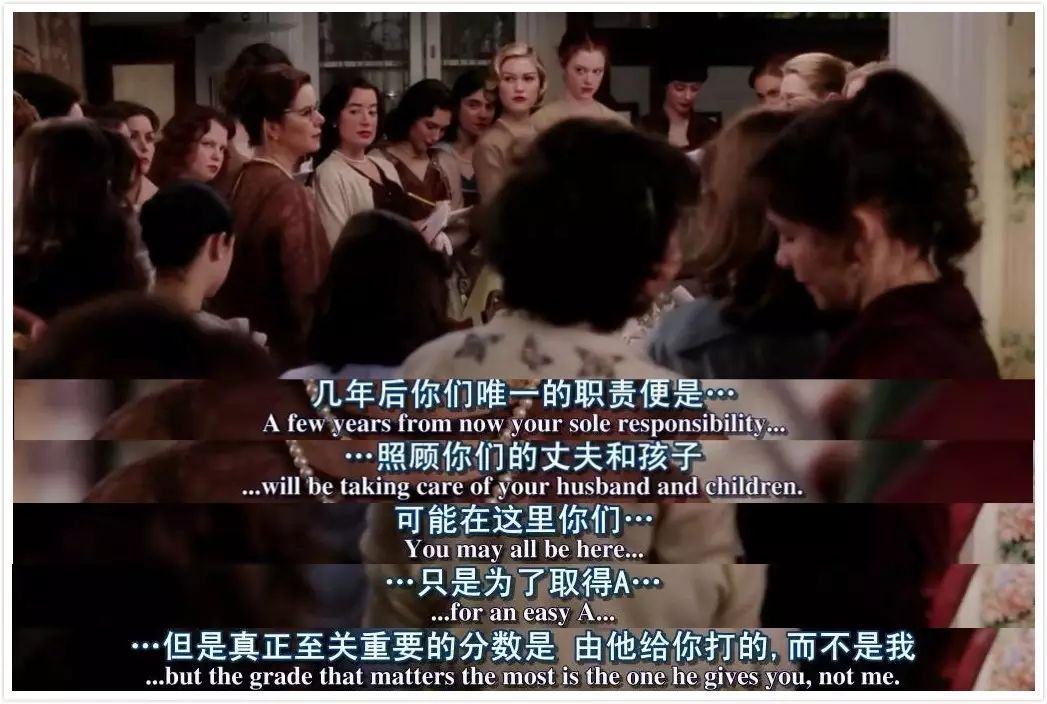 几年后你们唯一的职责便是…
A few years from now your sole responsibility...
…照顾你们的丈夫和孩子
...will be taking care of your husband and children.
可能在这里你们…
You may all be here...
…只是为了取得A…
...for an easy A...
…但是真正至关重要的分数是 由他给你打的,而不是我
...but the grade that matters the most is the one he gives you, not me.